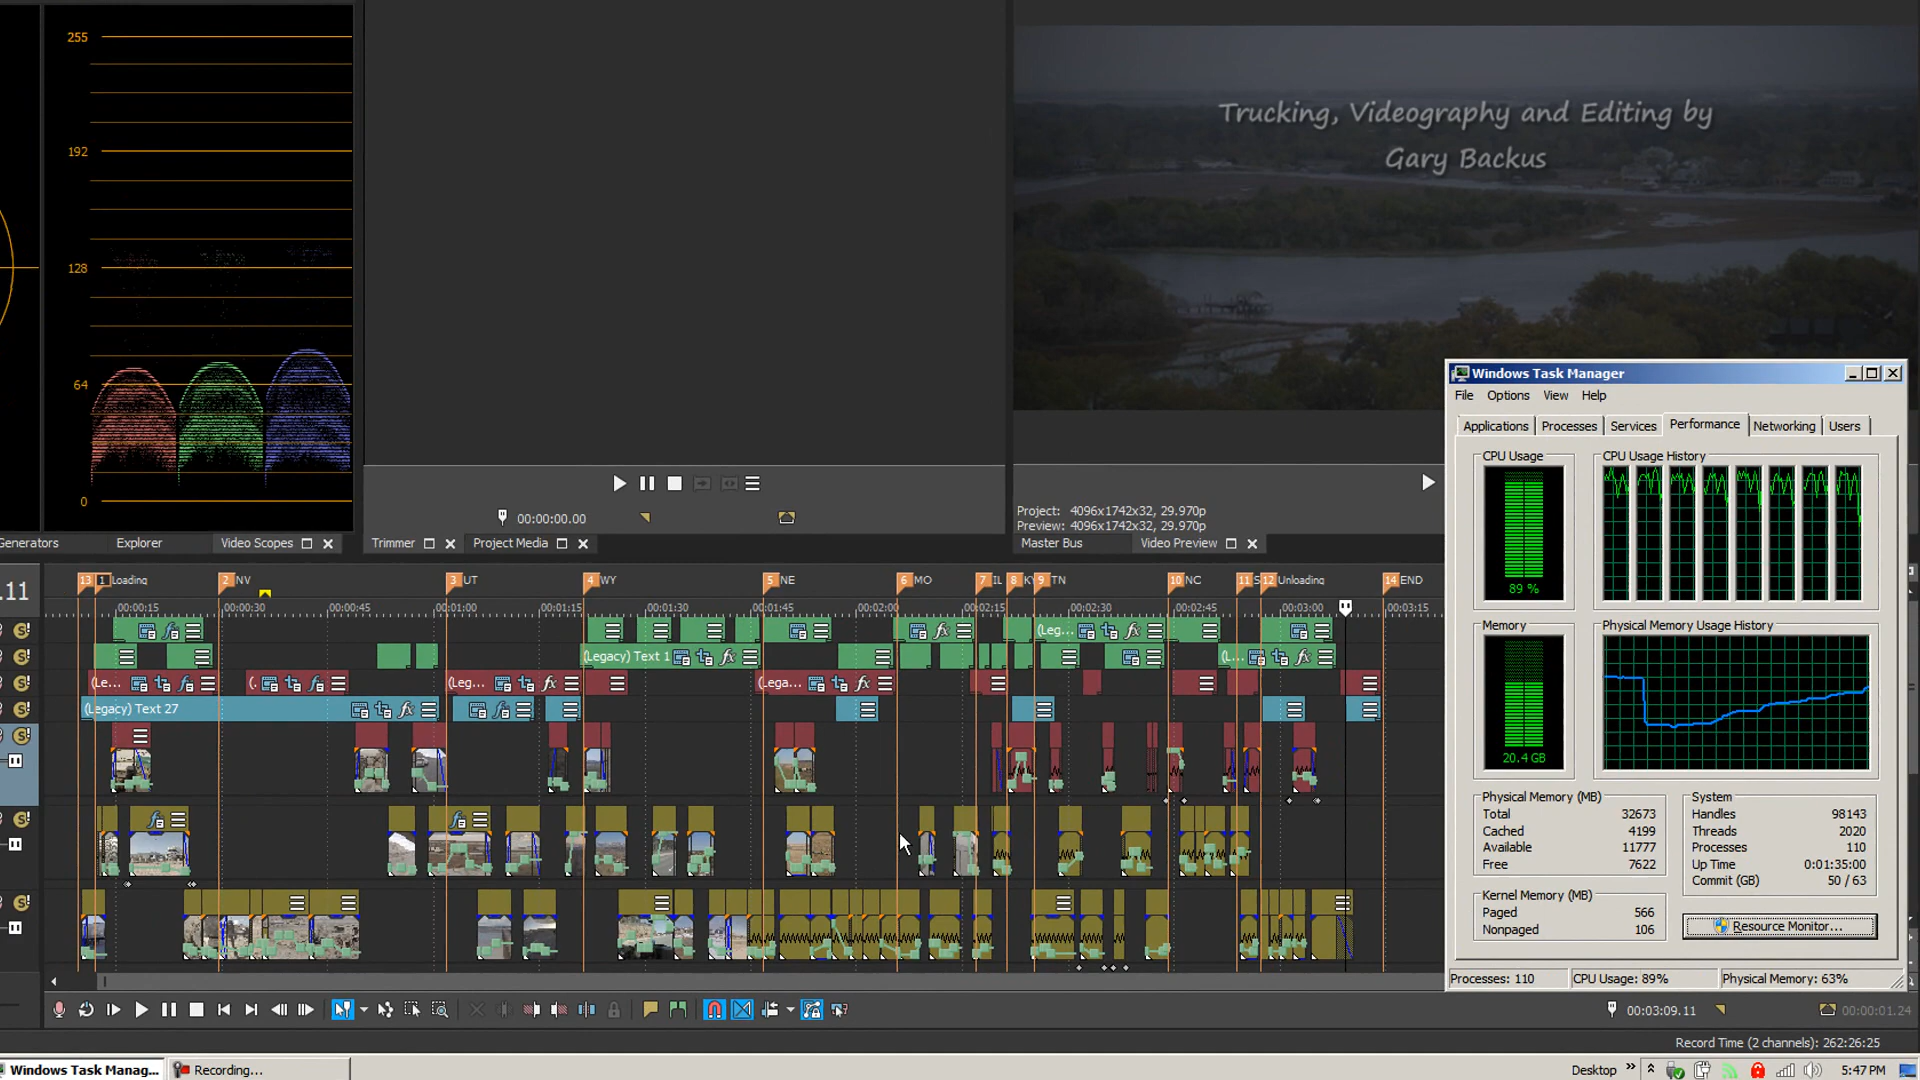 255
192
128
64
0
Trucking, Videography and Editing by
Gary Backus
00:00:00.00
Project: 4096x1742x32, 29.970p
Preview: 4096x1742x32, 29.970p
Generators
Explorer
Video Scopes
Trimmer
Project Media
Master Bus
Video Preview
Windows Task Manager
File Options View Help
Applications Processes Services Performance Networking Users
CPU Usage
CPU Usage History
89 %
Memory
Physical Memory Usage History
20.4 GB
Physical Memory (MB)
Total 32673
Cached 4199
Available 11777
Free 7622
System
Handles 98143
Threads 2020
Processes 110
Up Time 0:01:35:00
Commit (GB) 50 / 63
Kernel Memory (MB)
Paged 566
Nonpaged 106
Resource Monitor...
Processes: 110 CPU Usage: 89% Physical Memory: 63%
.11
13 1 Loading 2 NV 3 UT 4 WY 5 NE 6 MO 7 IL 8 KY 9 TN 10 NC 11 S 12 Unloading 14 END
00:00:15 00:00:30 00:00:45 00:01:00 00:01:15 00:01:30 00:01:45 00:02:00 00:02:15 00:02:30 00:02:45 00:03:00 00:03:15
(Leg...
(Legacy) Text 1
(L...
(Le...
(.
(Leg...
(Lega...
(Legacy) Text 27
00:03:09.11
00:00:01.24
Record Time (2 channels): 262:26:25
Windows Task Manag...
Recording...
Desktop
5:47 PM